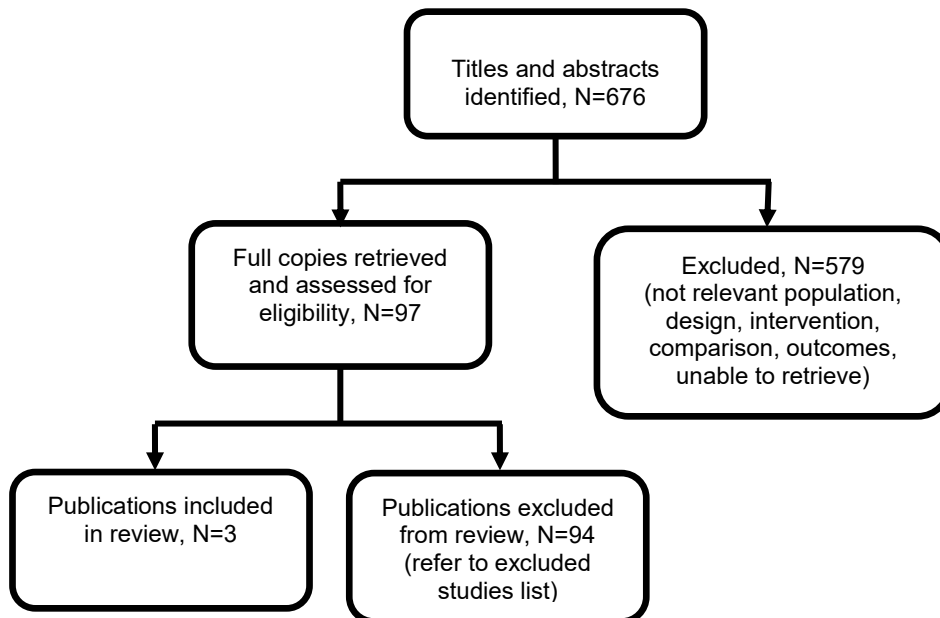 Titles and abstracts
identified, N=676
Full copies retrieved
and assessed for
eligibility, N=97
Excluded, N=579
(not relevant population,
design, intervention,
comparison, outcomes,
unable to retrieve)
Publications included
in review, N=3
Publications excluded
from review, N=94
(refer to excluded
studies list)